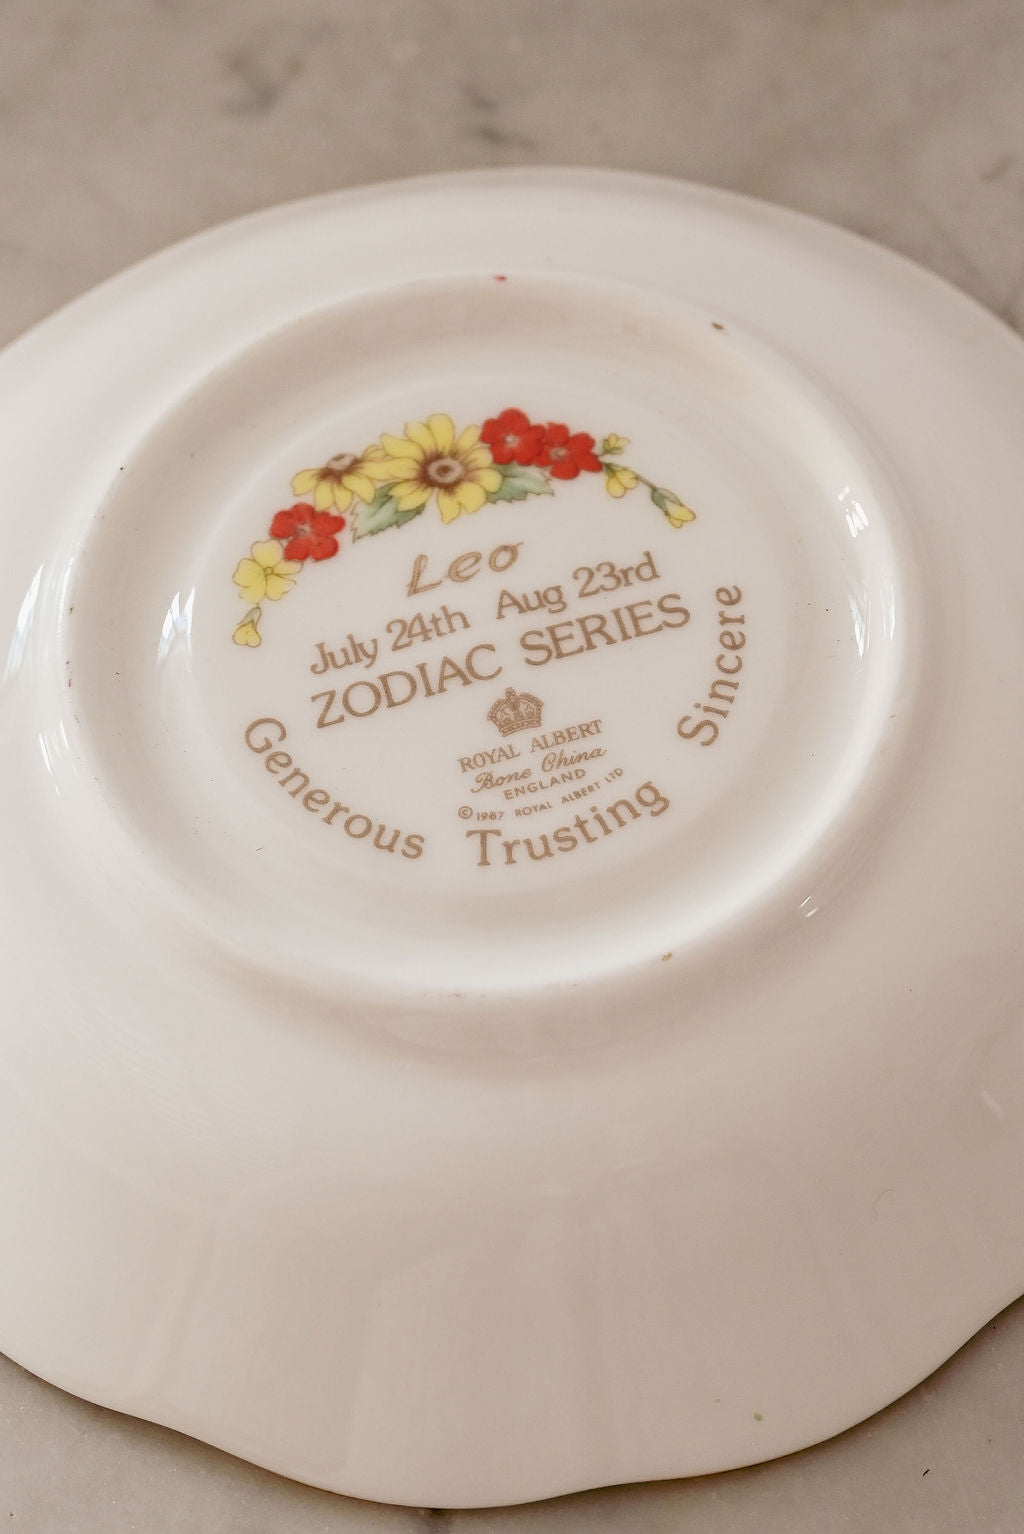 Leo
July 24th Aug 23rd
ZODIAC SERIES
ROYAL ALBERT
Bone China
ENGLAND
© 1987 ROYAL ALBERT LTD
Generous Trusting Sincere